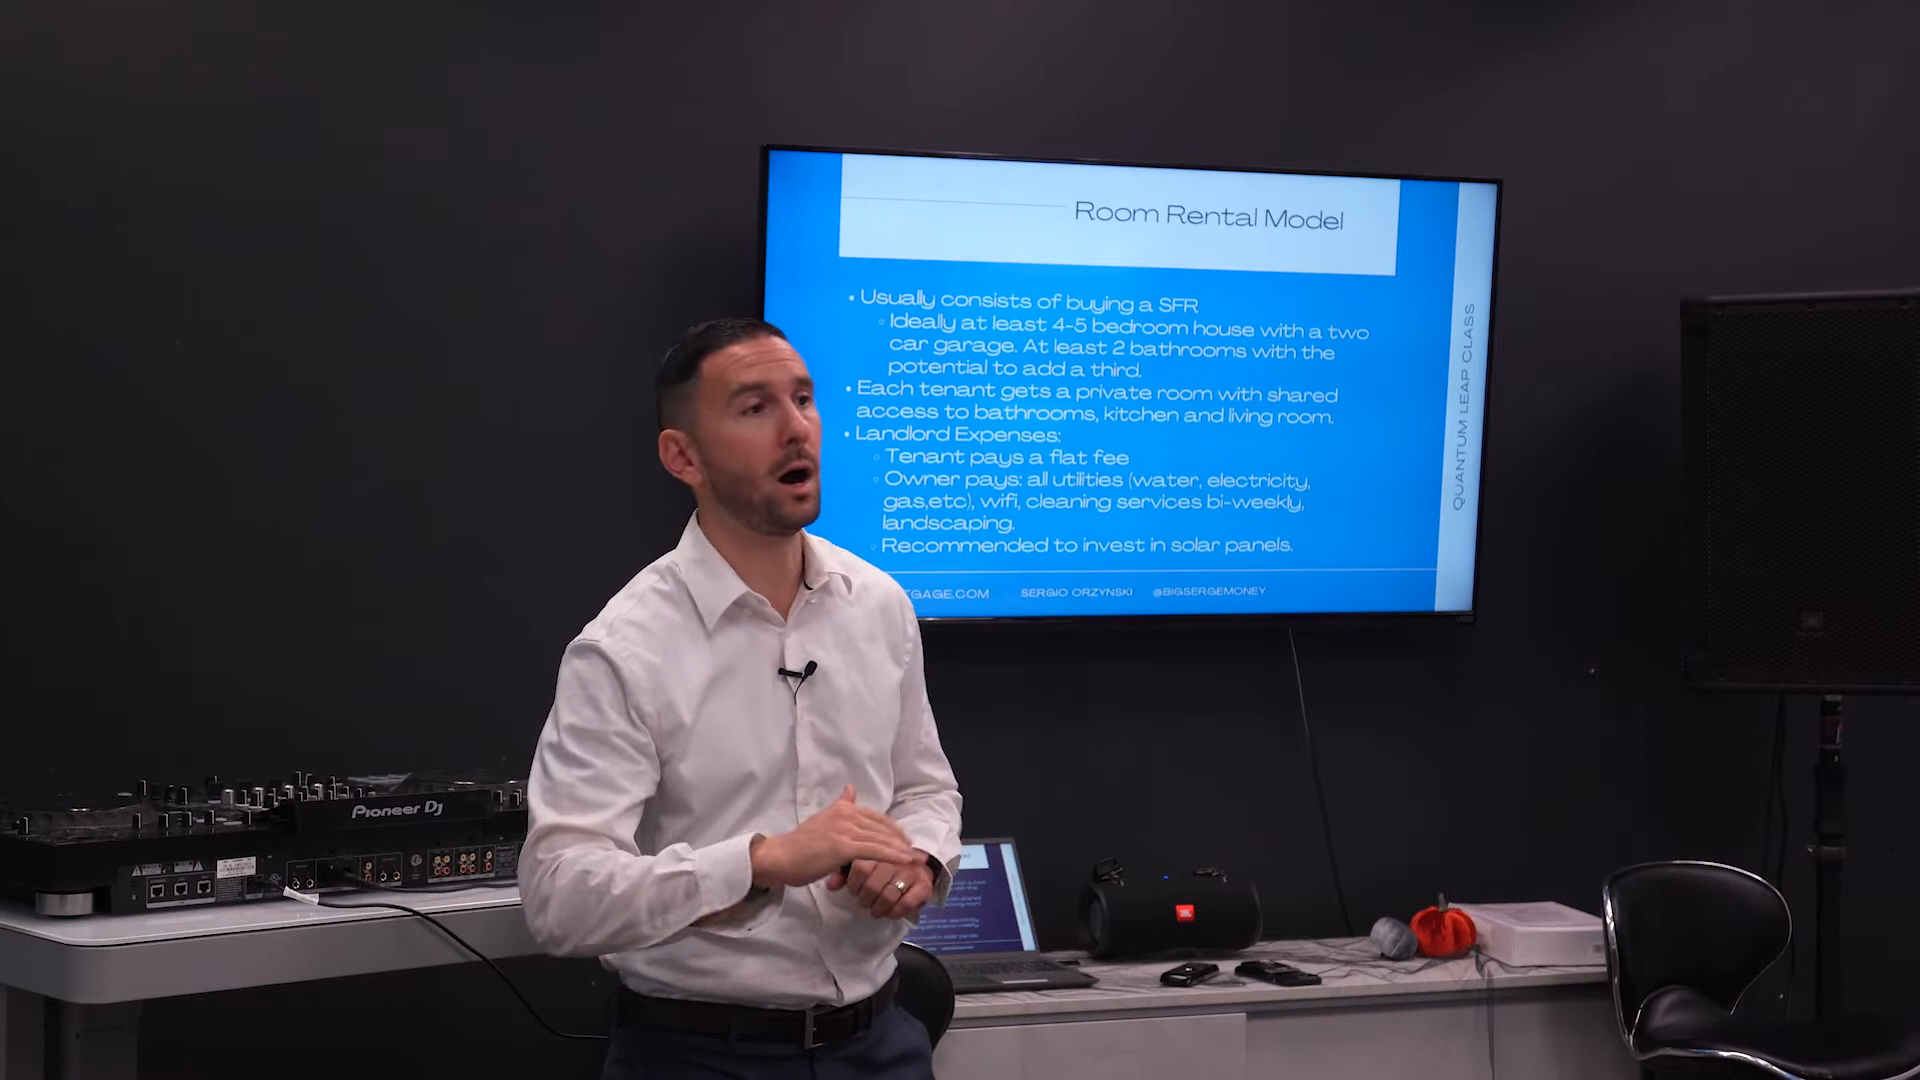 Room Rental Model
• Usually consists of buying a SFR
◦ Ideally at least 4-5 bedroom house with a two
car garage. At least 2 bathrooms with the
potential to add a third.
• Each tenant gets a private room with shared
access to bathrooms, kitchen and living room.
• Landlord Expenses:
◦ Tenant pays a flat fee
◦ Owner pays: all utilities (water, electricity,
gas,etc), wifi, cleaning services bi-weekly,
landscaping.
◦ Recommended to invest in solar panels.
TGAGE.COM SERGIO ORZYNSKI @BIGSERGEMONEY
QUANTUM LEAP CLASS
Pioneer Dj
JBL